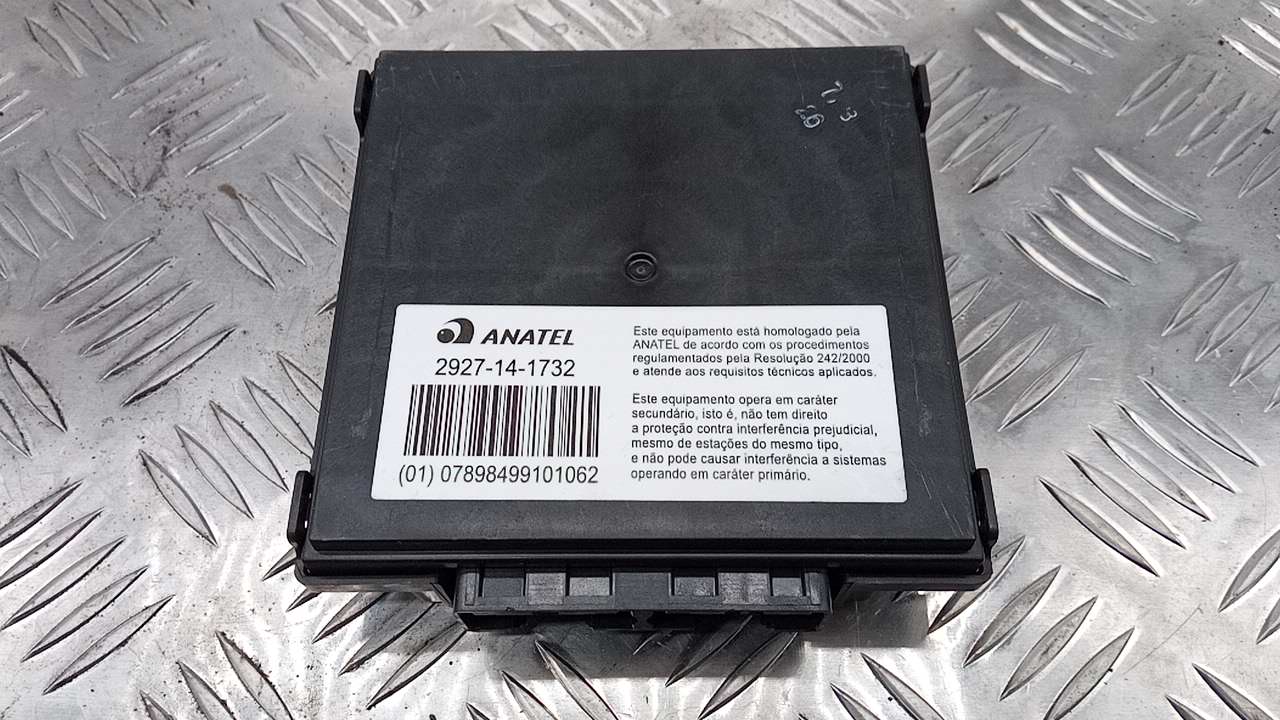 2,3
ANATEL
2927-14-1732
(01) 07898499101062
Este equipamento está homologado pela
ANATEL de acordo com os procedimentos
regulamentados pela Resolução 242/2000
e atende aos requisitos técnicos aplicados.
Este equipamento opera em caráter
secundário, isto é, não tem direito
a proteção contra interferência prejudicial,
mesmo de estações do mesmo tipo,
e não pode causar interferência a sistemas
operando em caráter primário.